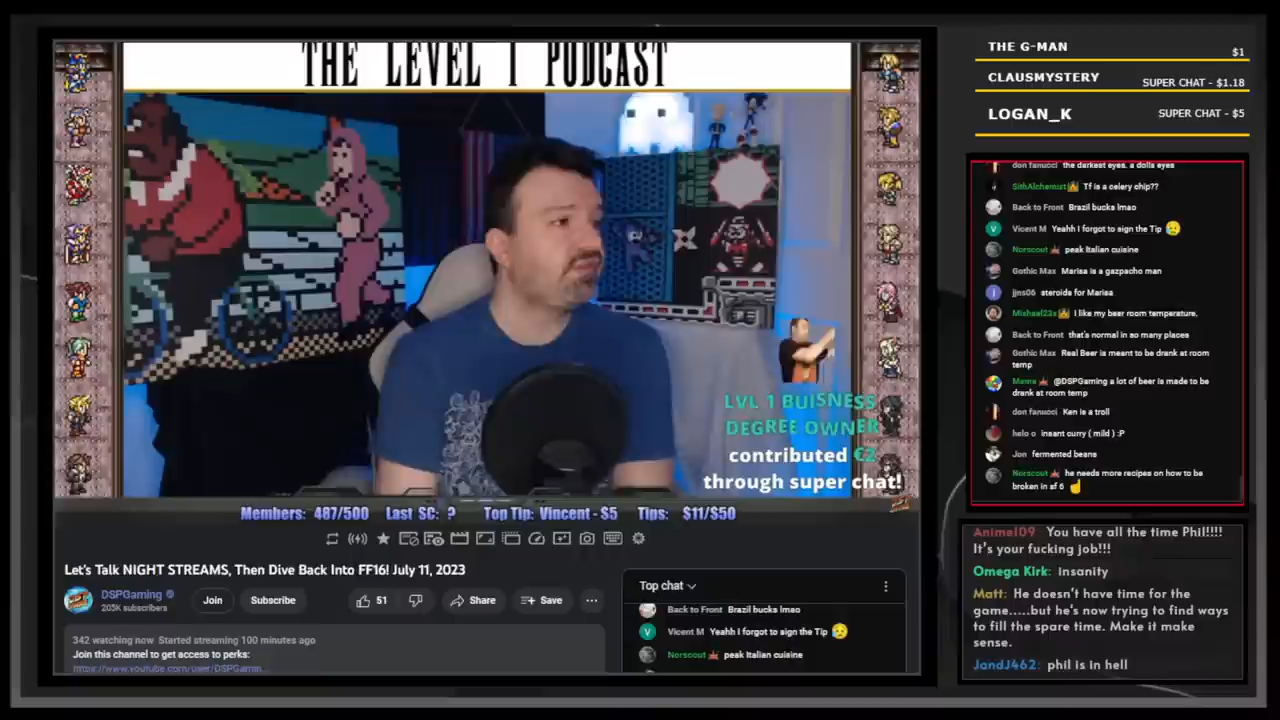 THE LEVEL 1 PODCAST
LVL 1 BUISNESS
DEGREE OWNER
contributed €2
through super chat!
Members: 487/500 Last SC: ? Top Tip: Vincent - $5 Tips: $11/$50
Let's Talk NIGHT STREAMS, Then Dive Back Into FF16! July 11, 2023
DSPGaming
203K subscribers
Join
Subscribe
51
Share
Save
342 watching now Started streaming 100 minutes ago
Join this channel to get access to perks:
https://www.youtube.com/user/DSPGamin...
Top chat
Back to Front Brazil bucks lmao
Vicent M Yeahh I forgot to sign the Tip
Norscout peak Italian cuisine
THE G-MAN $1
CLAUSMYSTERY SUPER CHAT - $1.18
LOGAN_K SUPER CHAT - $5
don fanucci the darkest eyes. a dolls eyes
SithAlchemist Tf is a celery chip??
Back to Front Brazil bucks lmao
Vicent M Yeahh I forgot to sign the Tip
Norscout peak Italian cuisine
Gothic Max Marisa is a gazpacho man
jjns06 steroids for Marisa
Mishael23x I like my beer room temperature.
Back to Front that's normal in so many places
Gothic Max Real Beer is meant to be drank at room
temp
Mama @DSPGaming a lot of beer is made to be
drank at room temp
don fanucci Ken is a troll
helo o insant curry ( mild ) :P
Jon fermented beans
Norscout he needs more recipes on how to be
broken in sf 6
Anime109 You have all the time Phil!!!!
It's your fucking job!!!
Omega Kirk: Insanity
Matt: He doesn't have time for the
game.....but he's now trying to find ways
to fill the spare time. Make it make
sense.
JandJ462: phil is in hell